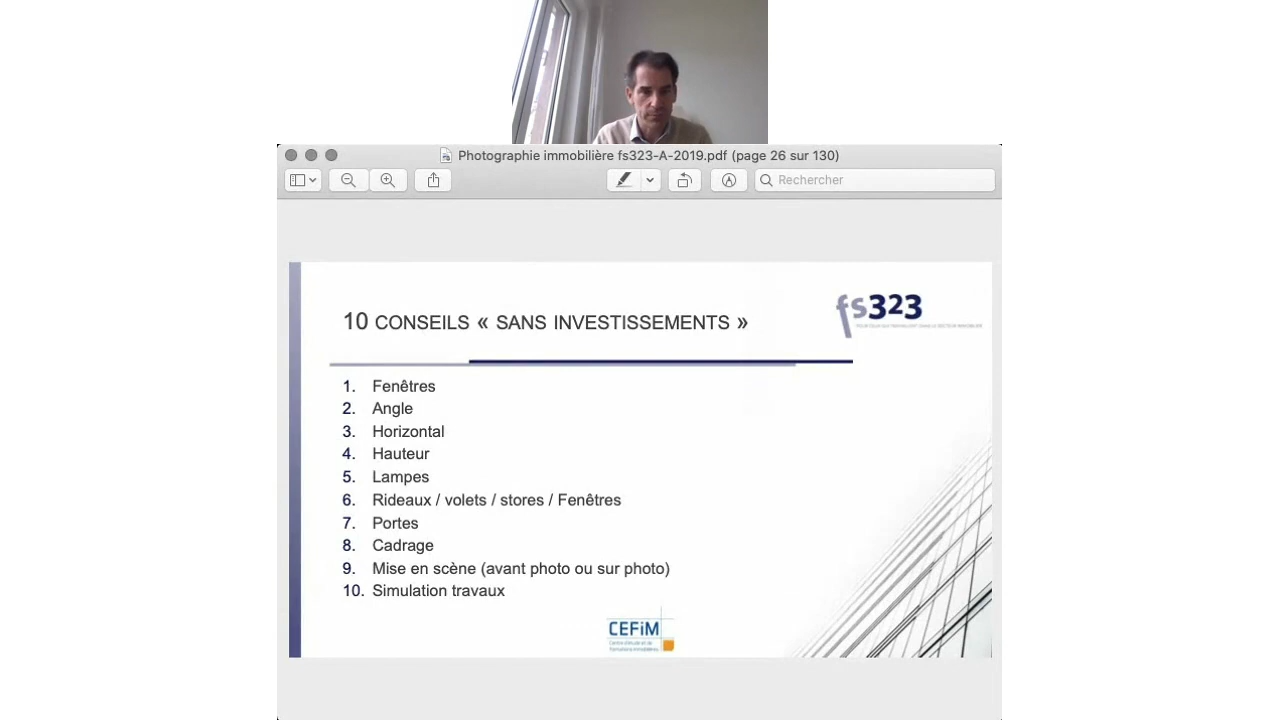 Photographie immobilière fs323-A-2019.pdf (page 26 sur 130)
Rechercher
fs323
10 CONSEILS « SANS INVESTISSEMENTS »
1. Fenêtres
2. Angle
3. Horizontal
4. Hauteur
5. Lampes
6. Rideaux / volets / stores / Fenêtres
7. Portes
8. Cadrage
9. Mise en scène (avant photo ou sur photo)
10. Simulation travaux
CEFiM